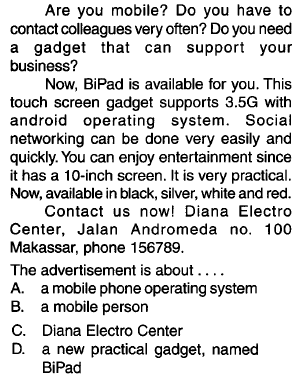 Are you mobile? Do you have to
contact colleagues very often? Do you need
a gadget that can support your
business?
Now, BiPad is available for you. This
touch screen gadget supports 3.5G with
android operating system. Social
networking can be done very easily and
quickly. You can enjoy entertainment since
it has a 10-inch screen. It is very practical.
Now, available in black, silver, white and red.
Contact us now! Diana Electro
Center, Jalan Andromeda no. 100
Makassar, phone 156789.
The advertisement is about . . . .
A. a mobile phone operating system
B. a mobile person
C. Diana Electro Center
D. a new practical gadget, named
BiPad